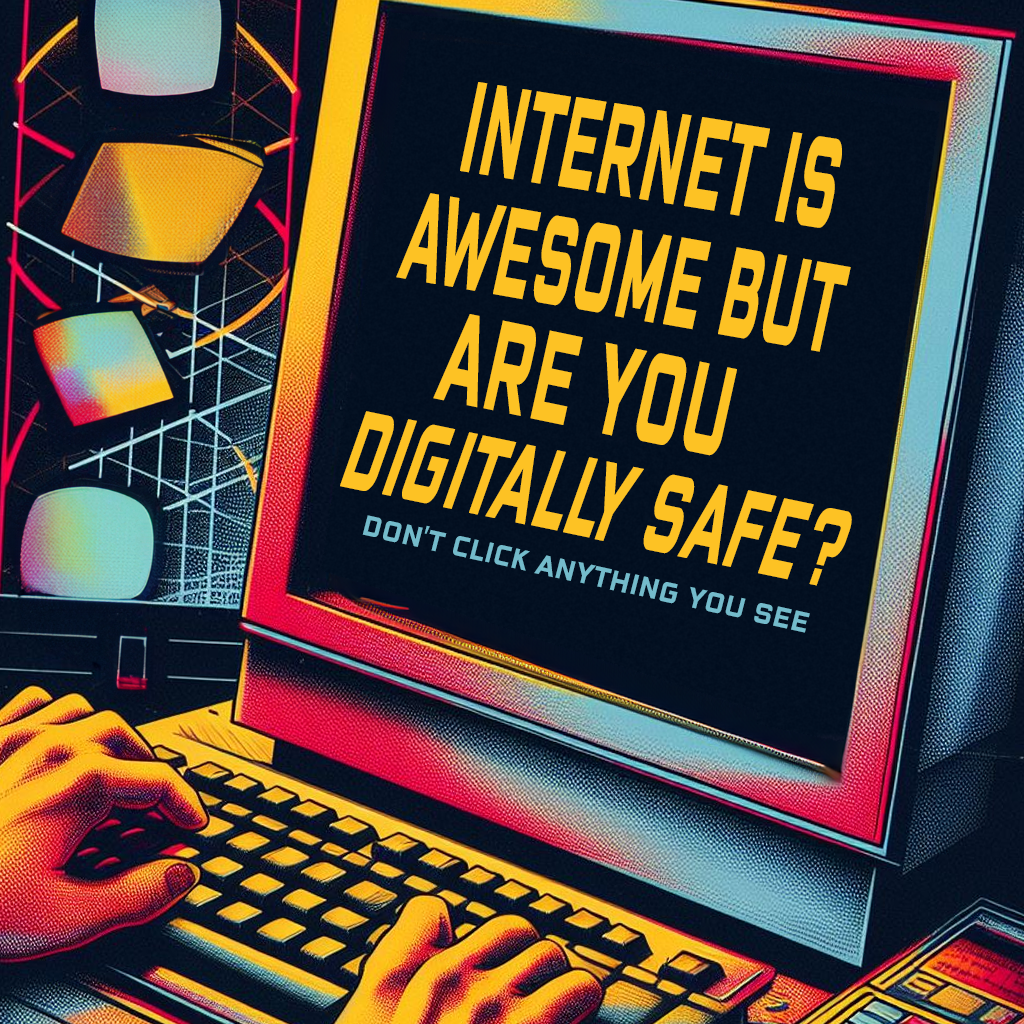 INTERNET IS
AWESOME BUT
ARE YOU
DIGITALLY SAFE?
DON'T CLICK ANYTHING YOU SEE